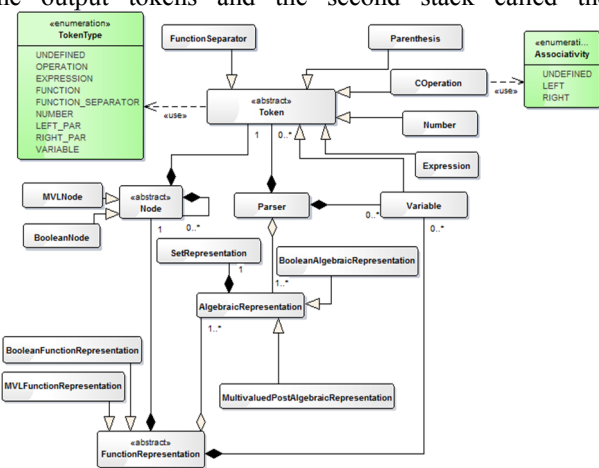 he output tokens and the second stack called the
«enumeration»
TokenType
UNDEFINED
OPERATION
EXPRESSION
FUNCTION
FUNCTION_SEPARATOR
NUMBER
LEFT_PAR
RIGHT_PAR
VARIABLE
FunctionSeparator
Parenthesis
«enumerati...
Associativity
UNDEFINED
LEFT
RIGHT
COperation
«use»
«use»
«abstract»
Token
1
0..*
Number
Expression
MVLNode
«abstract»
Node
1
0..*
BooleanNode
Parser
0..*
Variable
0..*
SetRepresentation
1
BooleanAlgebraicRepresentation
1..*
AlgebraicRepresentation
1..*
BooleanFunctionRepresentation
MVLFunctionRepresentation
MultivaluedPostAlgebraicRepresentation
«abstract»
FunctionRepresentation